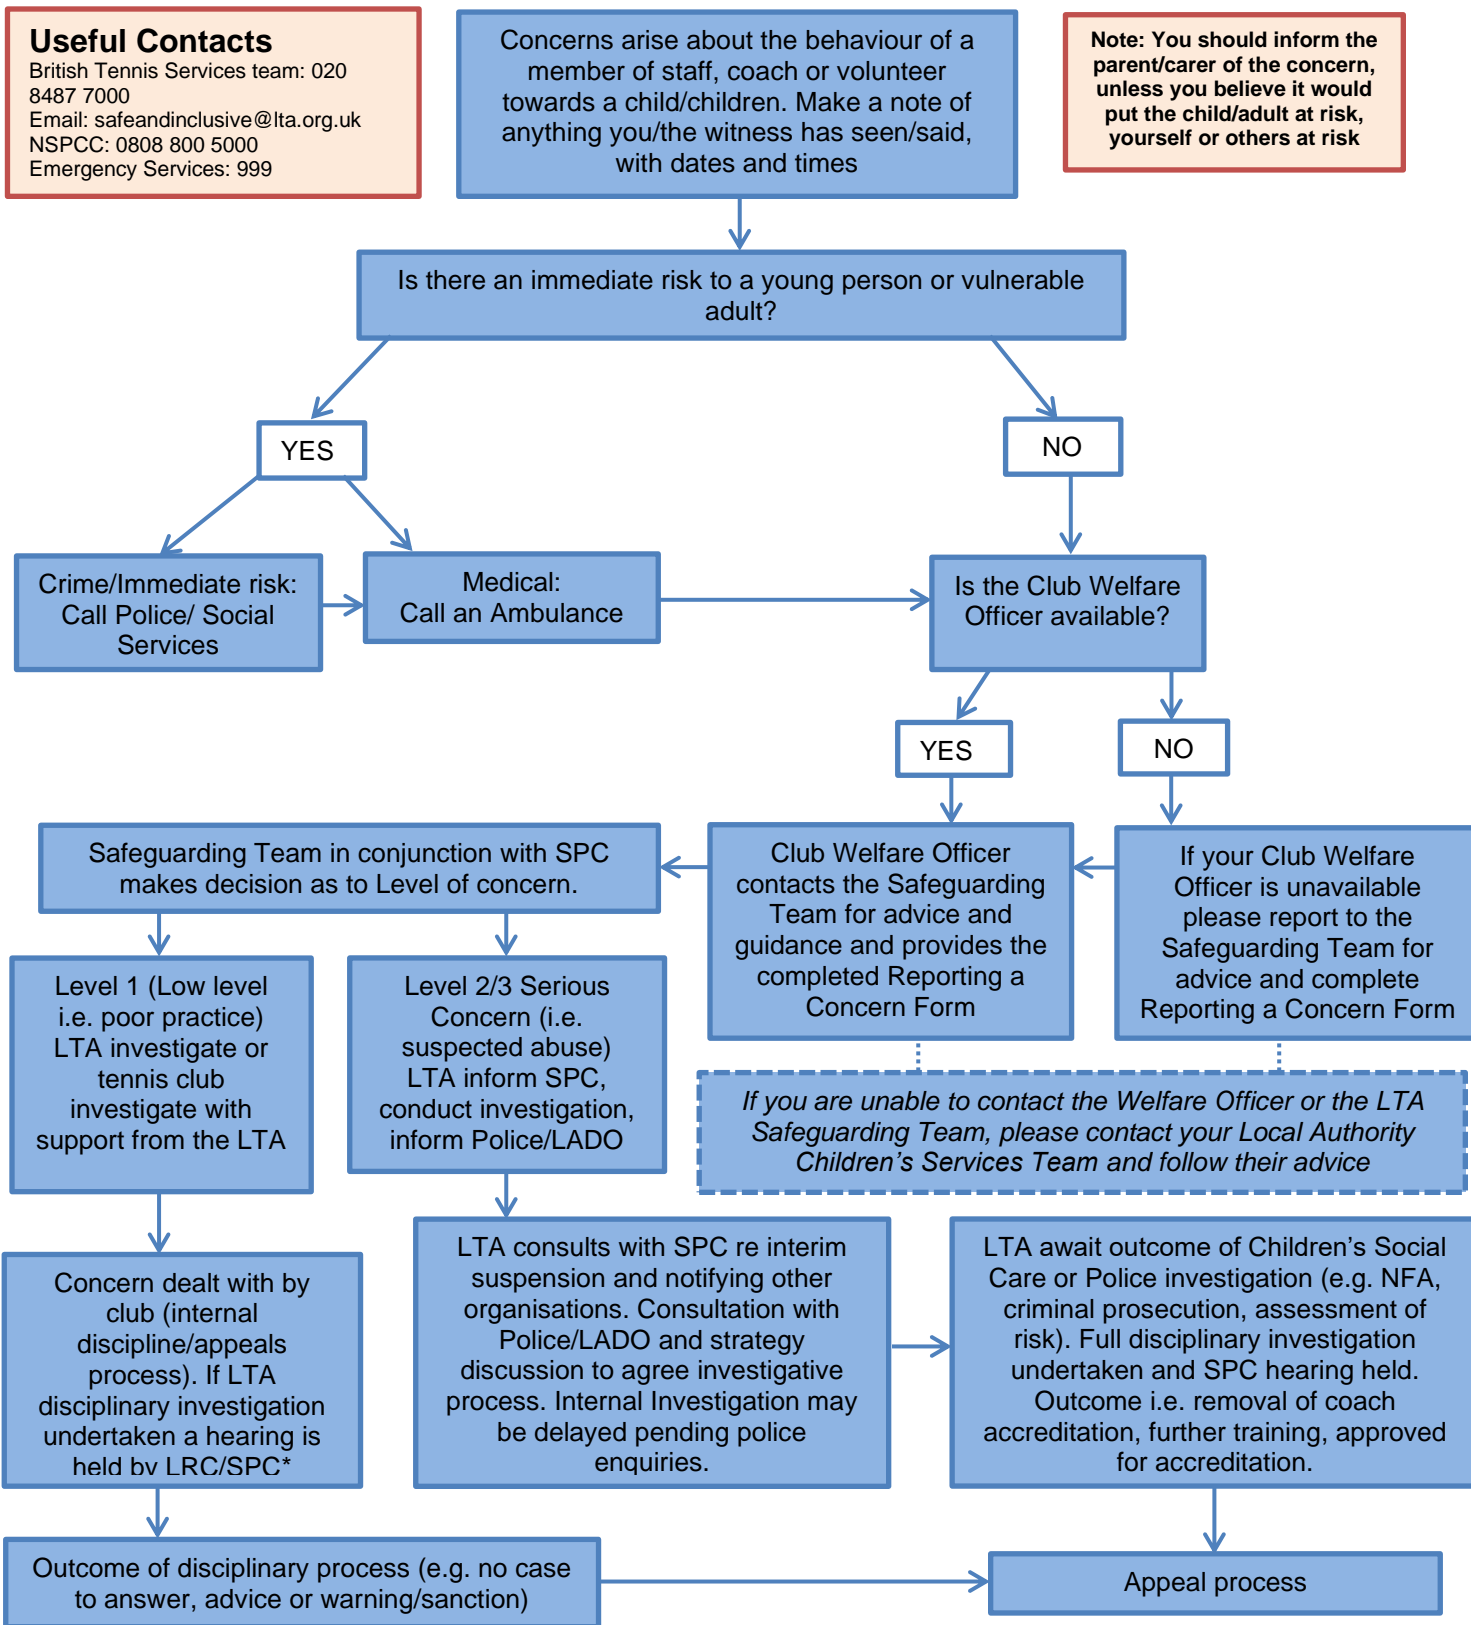 Useful Contacts
British Tennis Services team: 020
8487 7000
Email: safeandinclusive@lta.org.uk
NSPCC: 0808 800 5000
Emergency Services: 999
Concerns arise about the behaviour of a
member of staff, coach or volunteer
towards a child/children. Make a note of
anything you/the witness has seen/said,
with dates and times
Note: You should inform the
parent/carer of the concern,
unless you believe it would
put the child/adult at risk,
yourself or others at risk
Is there an immediate risk to a young person or vulnerable
adult?
YES
NO
Crime/Immediate risk:
Call Police/ Social
Services
Medical:
Call an Ambulance
Is the Club Welfare
Officer available?
YES
NO
Safeguarding Team in conjunction with SPC
makes decision as to Level of concern.
Club Welfare Officer
contacts the Safeguarding
Team for advice and
guidance and provides the
completed Reporting a
Concern Form
If your Club Welfare
Officer is unavailable
please report to the
Safeguarding Team for
advice and complete
Reporting a Concern Form
Level 1 (Low level
i.e. poor practice)
LTA investigate or
tennis club
investigate with
support from the LTA
Level 2/3 Serious
Concern (i.e.
suspected abuse)
LTA inform SPC,
conduct investigation,
inform Police/LADO
If you are unable to contact the Welfare Officer or the LTA
Safeguarding Team, please contact your Local Authority
Children’s Services Team and follow their advice
Concern dealt with by
club (internal
discipline/appeals
process). If LTA
disciplinary investigation
undertaken a hearing is
held by LRC/SPC*
LTA consults with SPC re interim
suspension and notifying other
organisations. Consultation with
Police/LADO and strategy
discussion to agree investigative
process. Internal Investigation may
be delayed pending police
enquiries.
LTA await outcome of Children’s Social
Care or Police investigation (e.g. NFA,
criminal prosecution, assessment of
risk). Full disciplinary investigation
undertaken and SPC hearing held.
Outcome i.e. removal of coach
accreditation, further training, approved
for accreditation.
Outcome of disciplinary process (e.g. no case
to answer, advice or warning/sanction)
Appeal process